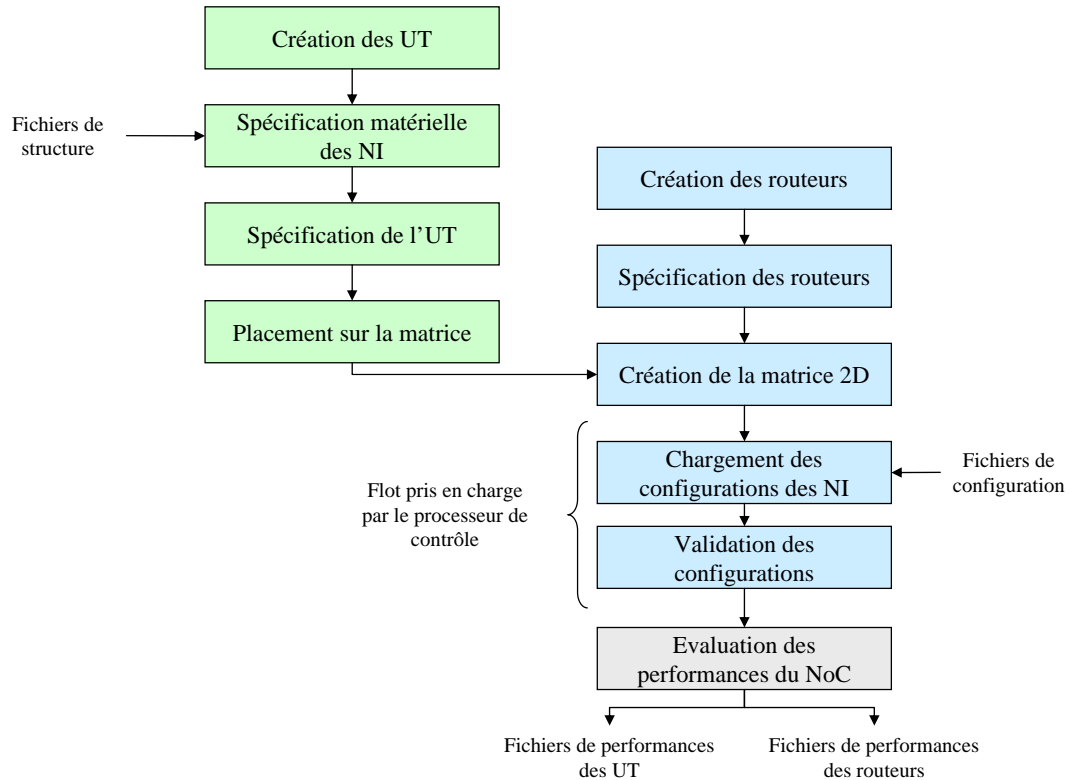 Création des UT
Fichiers de
structure
Spécification matérielle
des NI
Création des routeurs
Spécification de l’UT
Spécification des routeurs
Placement sur la matrice
Création de la matrice 2D
Flot pris en charge
par le processeur de
contrôle
Chargement des
configurations des NI
Fichiers de
configuration
Validation des
configurations
Evaluation des
performances du NoC
Fichiers de performances
des UT
Fichiers de performances
des routeurs